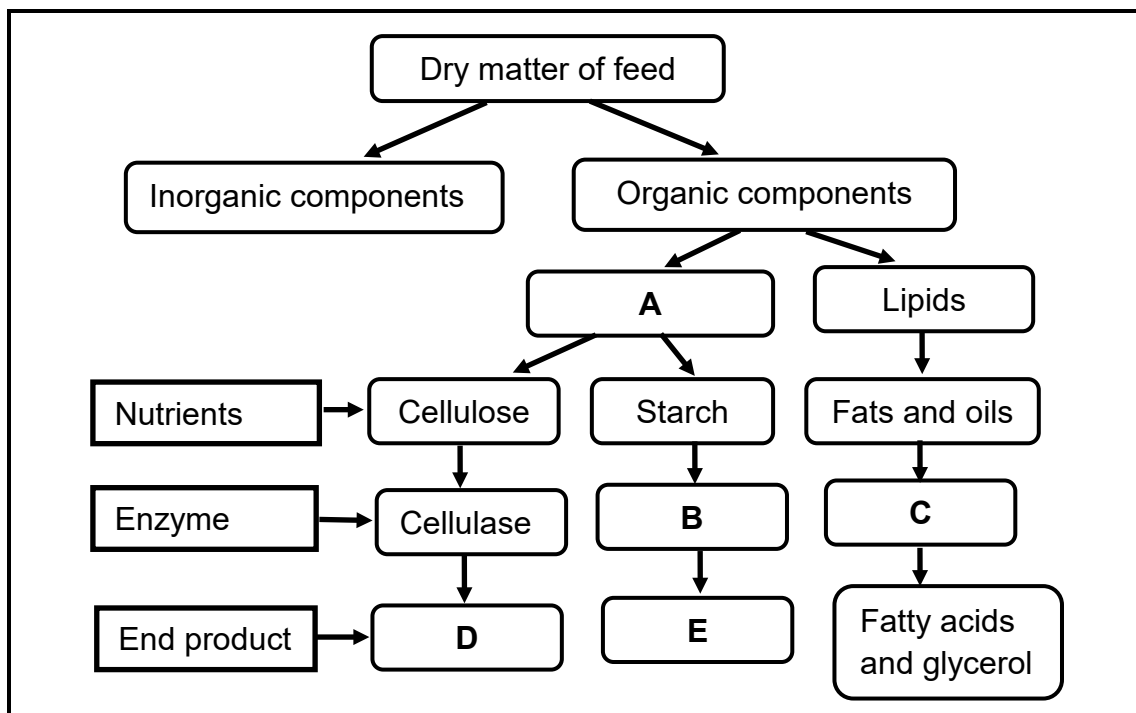 Dry matter of feed
Inorganic components
Organic components
A
Lipids
Nutrients
Cellulose
Starch
Fats and oils
Enzyme
Cellulase
B
C
End product
D
E
Fatty acids
and glycerol